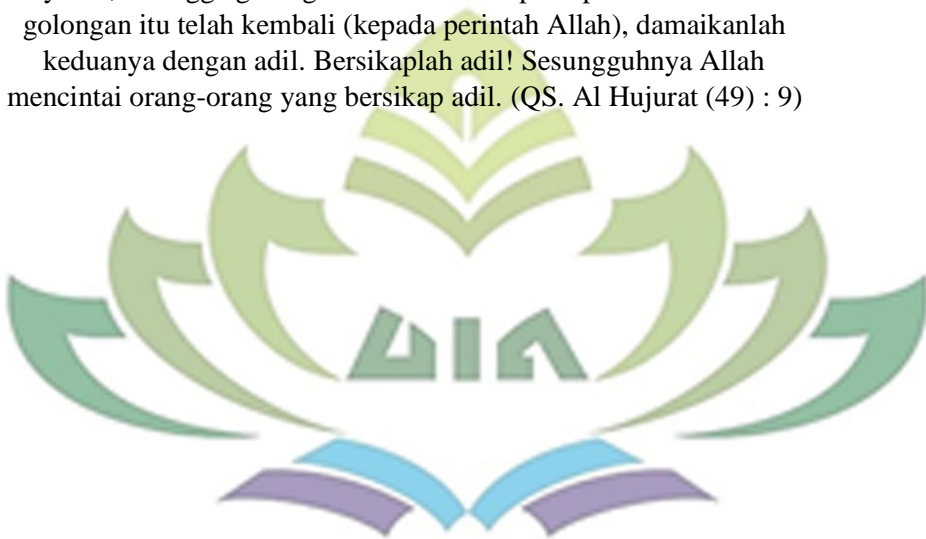 golongan itu telah kembali (kepada perintah Allah), damaikanlah
keduanya dengan adil. Bersikaplah adil! Sesungguhnya Allah
mencintai orang-orang yang bersikap adil. (QS. Al Hujurat (49) : 9)
UIN